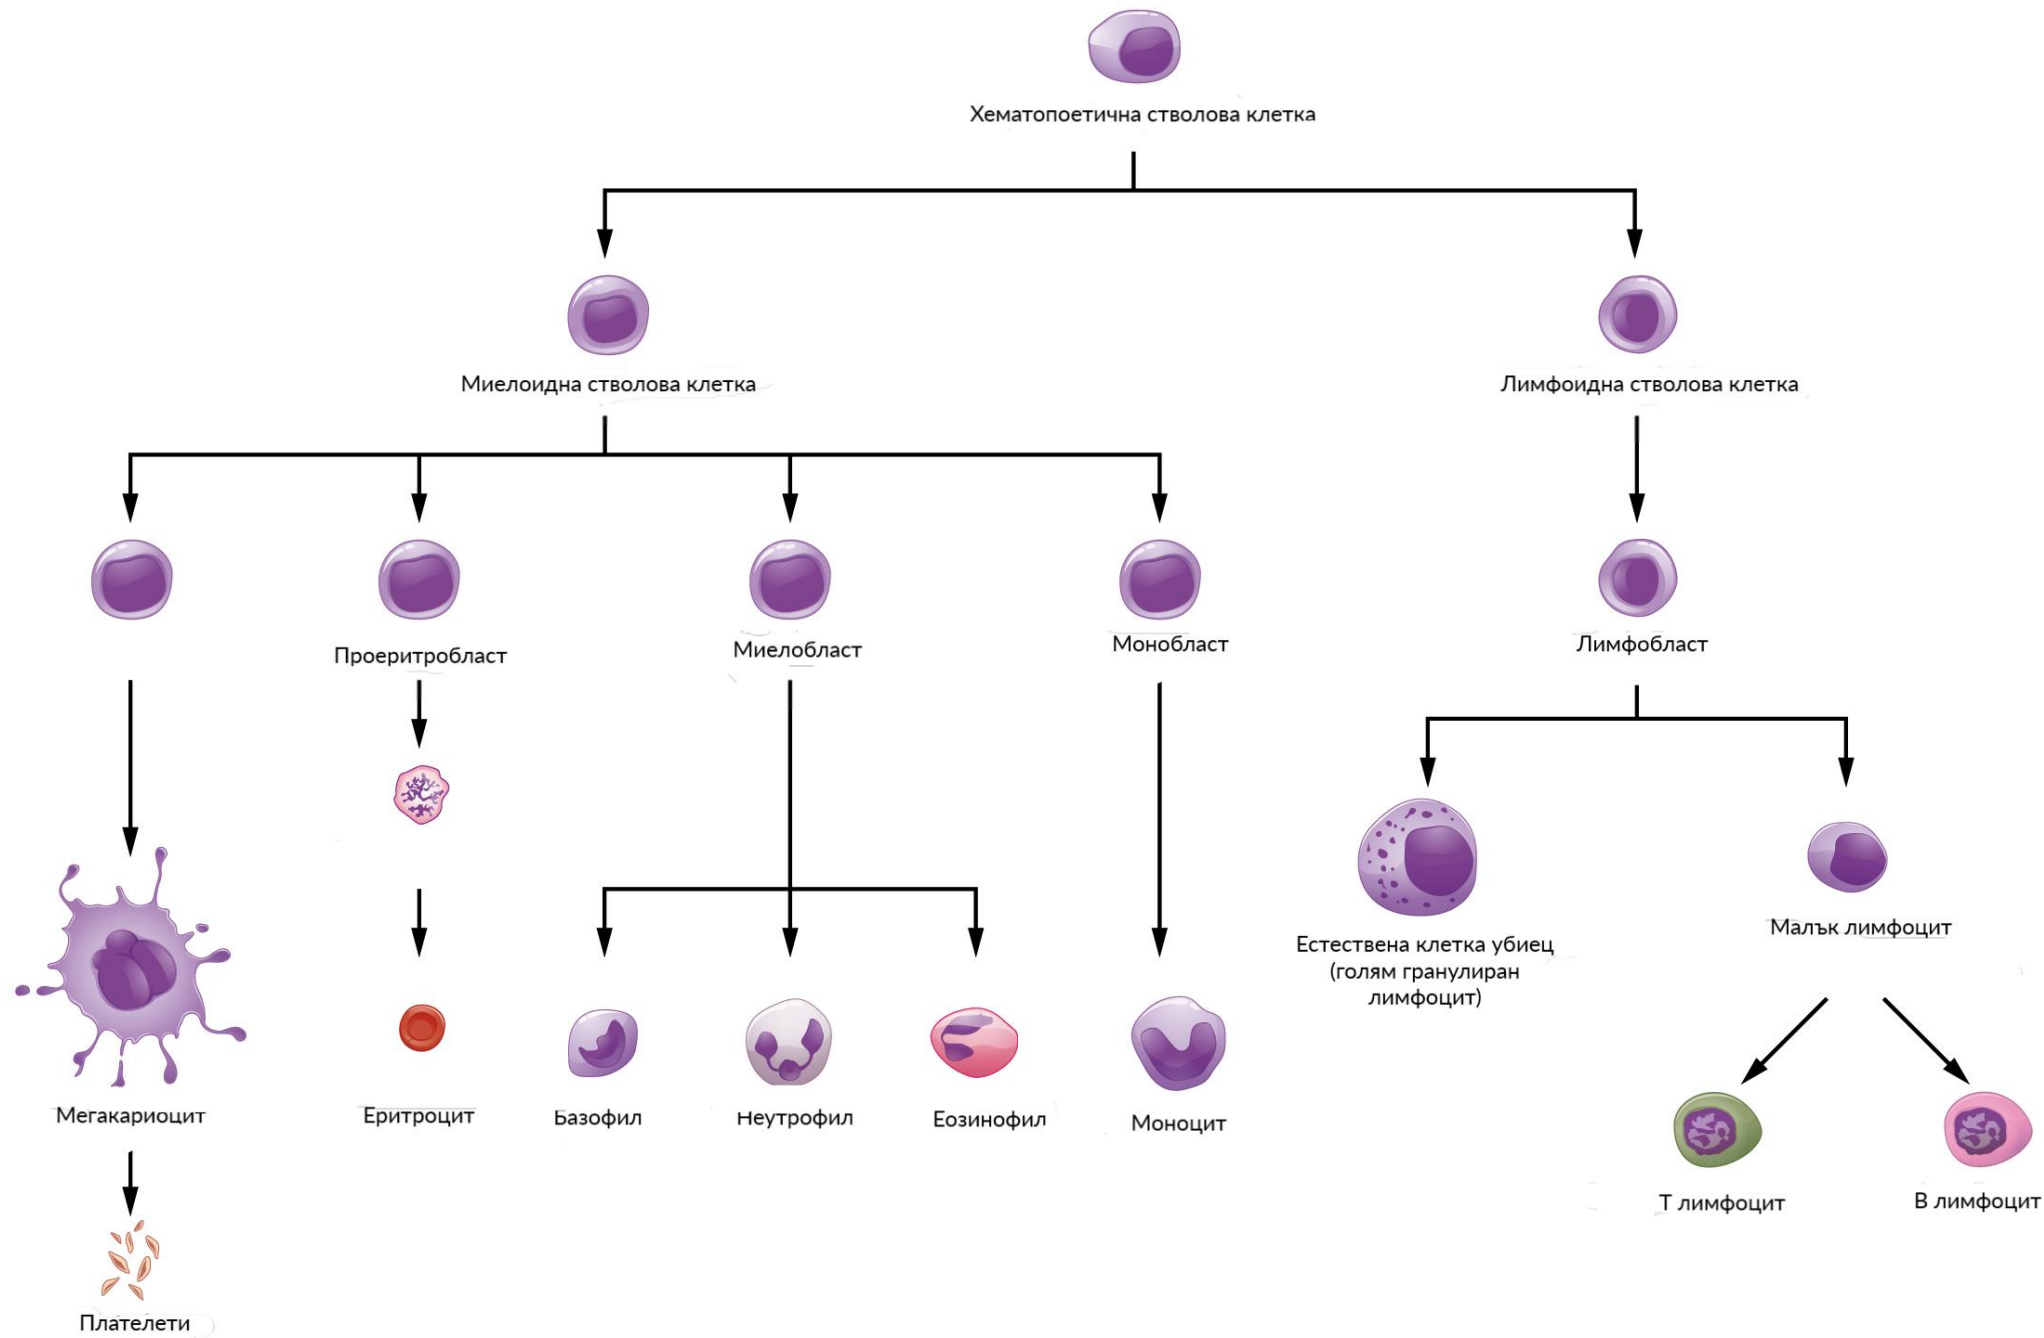 Хематопоетична стволова клетка
Миелоидна стволова клетка
Лимфоидна стволова клетка
Проеритробласт
Миелобласт
Монобласт
Лимфобласт
Естествена клетка убиец
(голям гранулиран
лимфоцит)
Малък лимфоцит
Мегакариоцит
Еритроцит
Базофил
Неутрофил
Еозинофил
Моноцит
Т лимфоцит
В лимфоцит
Плателети